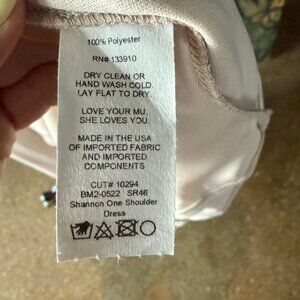 100% Polyester
RN# 133910
DRY CLEAN OR
HAND WASH COLD.
LAY FLAT TO DRY.
LOVE YOUR MU,
SHE LOVES YOU.
MADE IN THE USA
OF IMPORTED FABRIC
AND IMPORTED
COMPONENTS
CUT# 10294
BM2-0522 SR46
Shannon One Shoulder
Dress